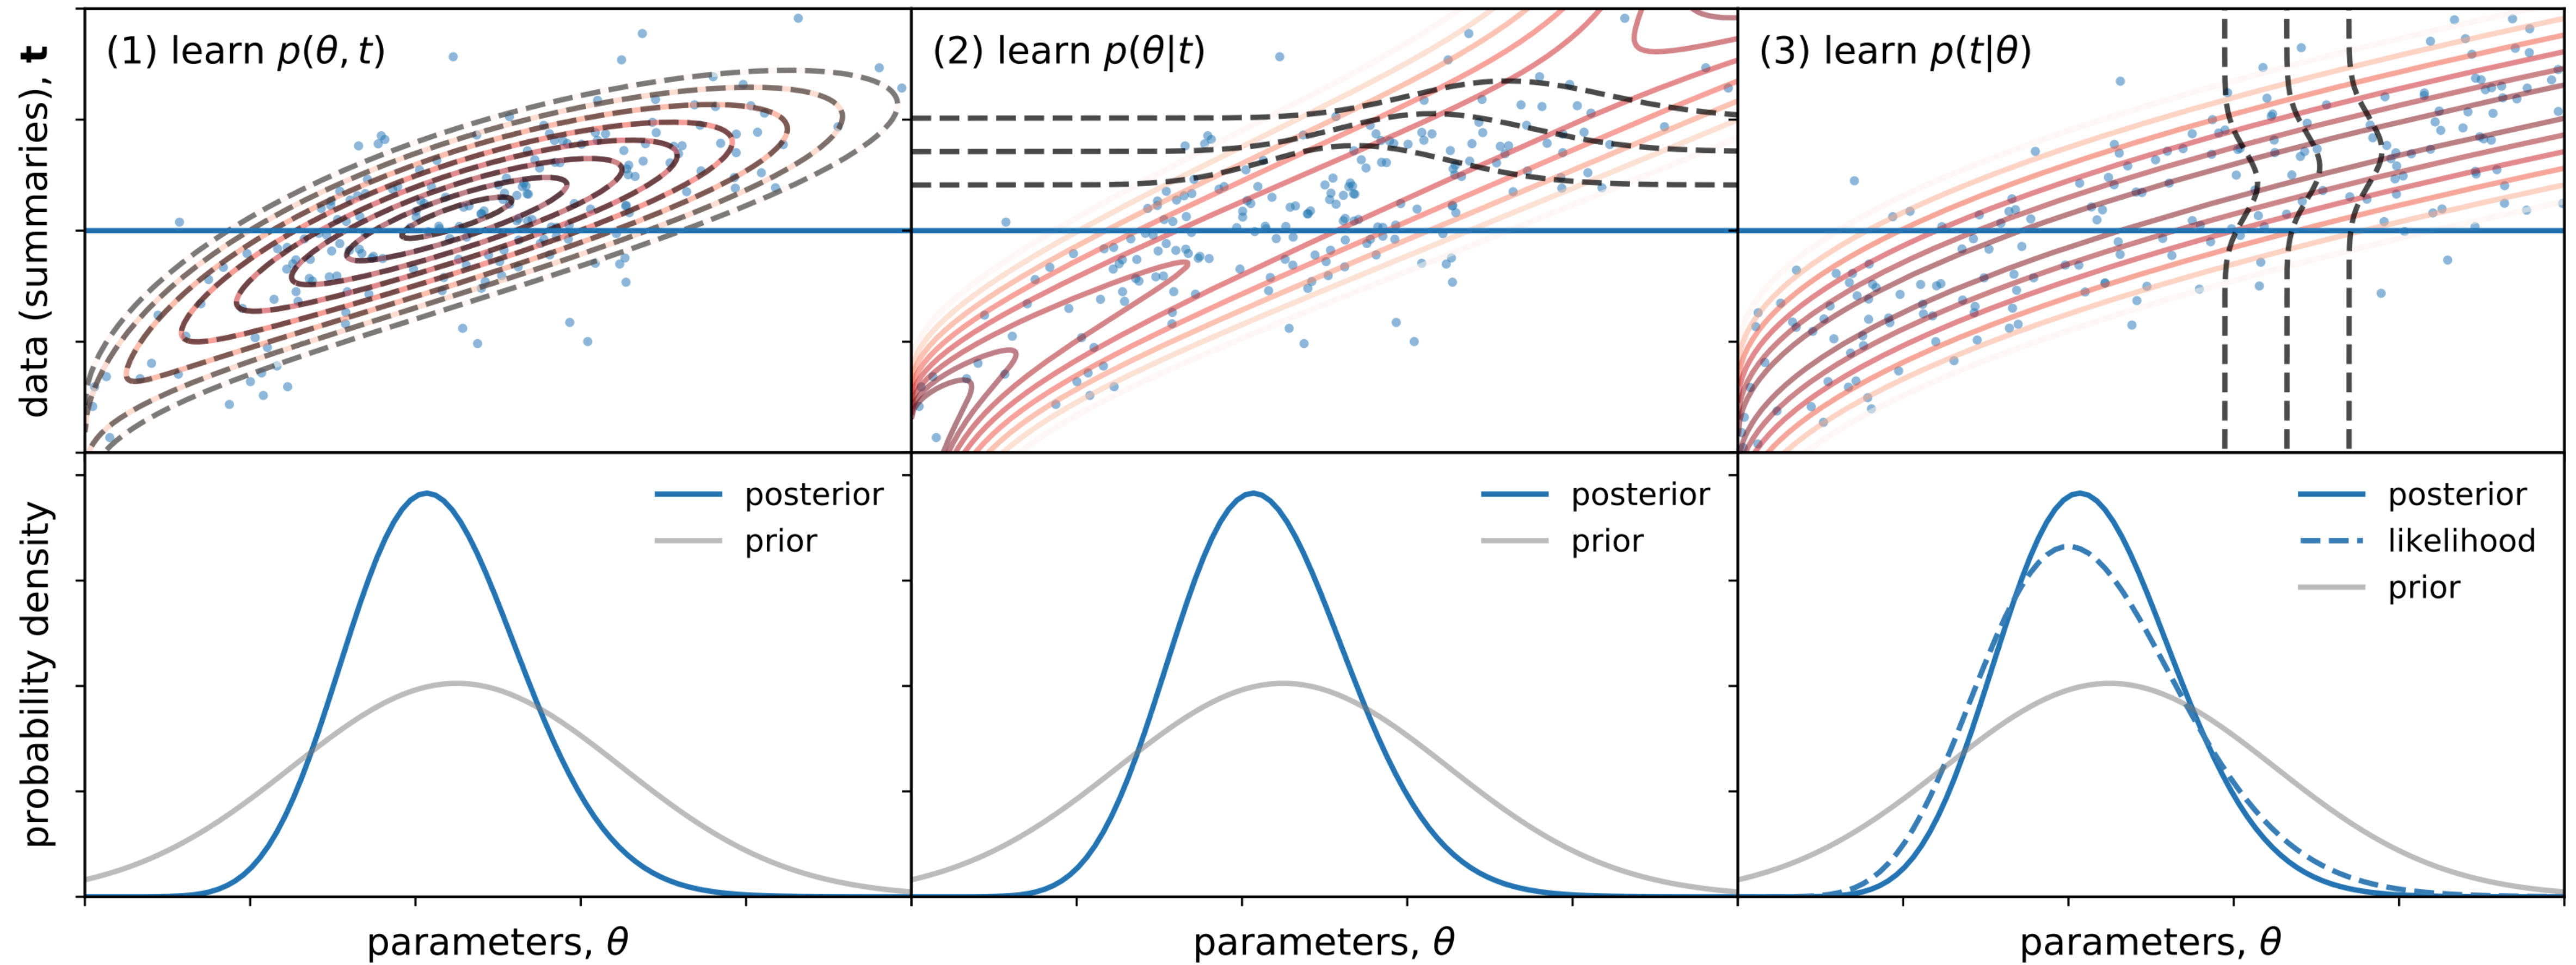 (1) learn p(θ, t)
(2) learn p(θ|t)
(3) learn p(t|θ)
data (summaries), t
posterior
prior
posterior
prior
posterior
likelihood
prior
probability density
parameters, θ
parameters, θ
parameters, θ